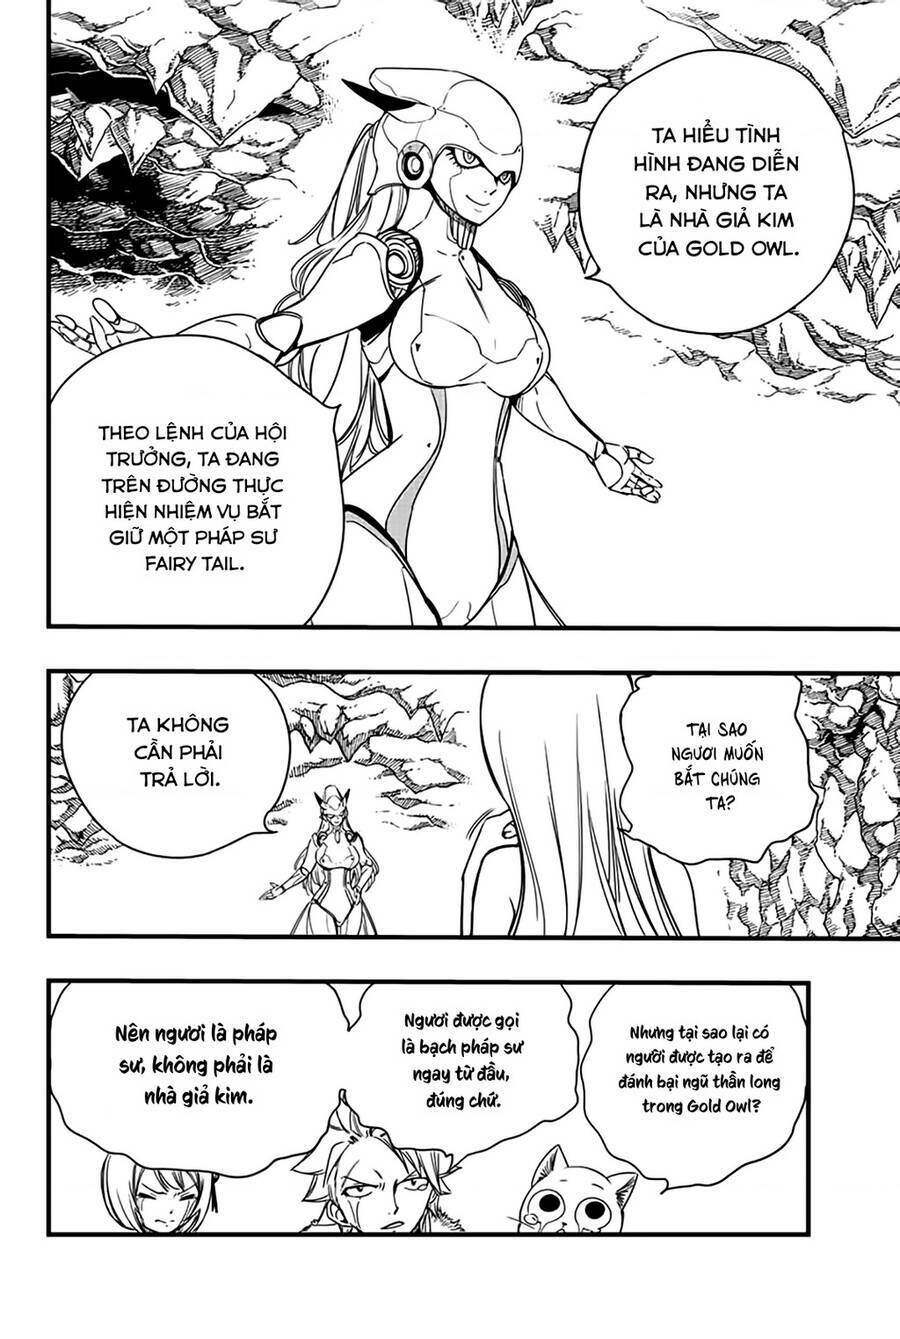 TA HIỂU TÌNH
HÌNH ĐANG DIỄN
RA, NHƯNG TA
LÀ NHÀ GIẢ KIM
CỦA GOLD OWL.
THEO LỆNH CỦA HỘI
TRƯỞNG, TA ĐANG
TRÊN ĐƯỜNG THỰC
HIỆN NHIỆM VỤ BẮT
GIỮ MỘT PHÁP SƯ
FAIRY TAIL.
TẠI SAO
NGƯƠI MUỐN
BẮT CHÚNG
TA?
TA KHÔNG
CẦN PHẢI
TRẢ LỜI.
Nhưng tại sao lại có
người được tạo ra để
đánh bại ngũ thần long
trong Gold Owl?
Ngươi được gọi
là bạch pháp sư
ngay từ đầu,
đúng chứ.
Nên ngươi là pháp
sư, không phải là
nhà giả kim.